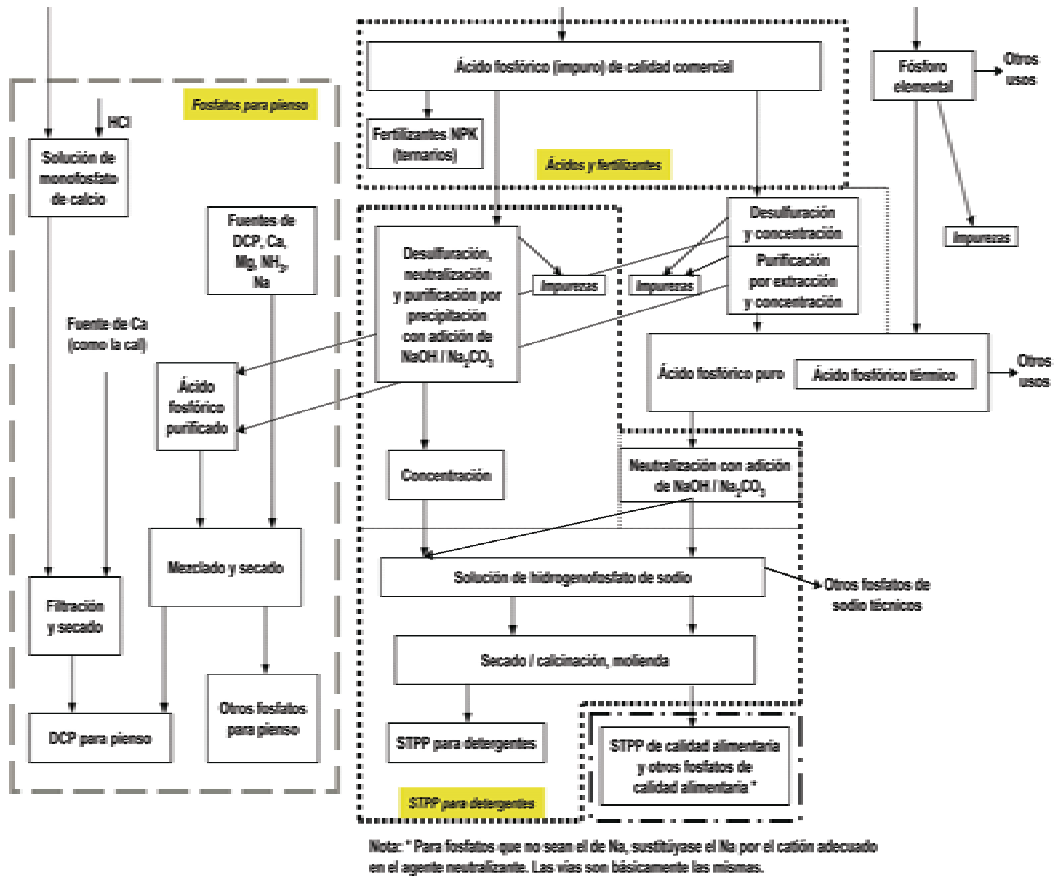 Ácido fosfórico (impuro) de calidad comercial
Fósforo
elemental
Otros
usos
Fosfatos para pienso
HCl
Fertilizantes NPK
(ternarios)
Ácidos y fertilizantes
Solución de
monofosfato
de calcio
Fuentes de
DCP, Ca,
Mg, NH₃,
Na
Desulfuración,
neutralización
y purificación por
precipitación
con adición de
NaOH / Na₂CO₃
Impurezas
Impurezas
Desulfuración
y concentración
Purificación
por extracción
y concentración
Impurezas
Fuente de Ca
(como la cal)
Ácido
fosfórico
purificado
Ácido fosfórico puro
Ácido fosfórico térmico
Otros
usos
Concentración
Neutralización con adición
de NaOH / Na₂CO₃
Mezclado y secado
Filtración
y secado
Solución de hidrogenofosfato de sodio
Otros fosfatos de
sodio técnicos
Secado / calcinación, molienda
DCP para pienso
Otros fosfatos
para pienso
STPP para detergentes
STPP de calidad alimentaria
y otros fosfatos de
calidad alimentaria *
STPP para detergentes
Nota: * Para fosfatos que no sean el de Na, sustitúyase el Na por el catión adecuado
en el agente neutralizante. Las vías son básicamente las mismas.